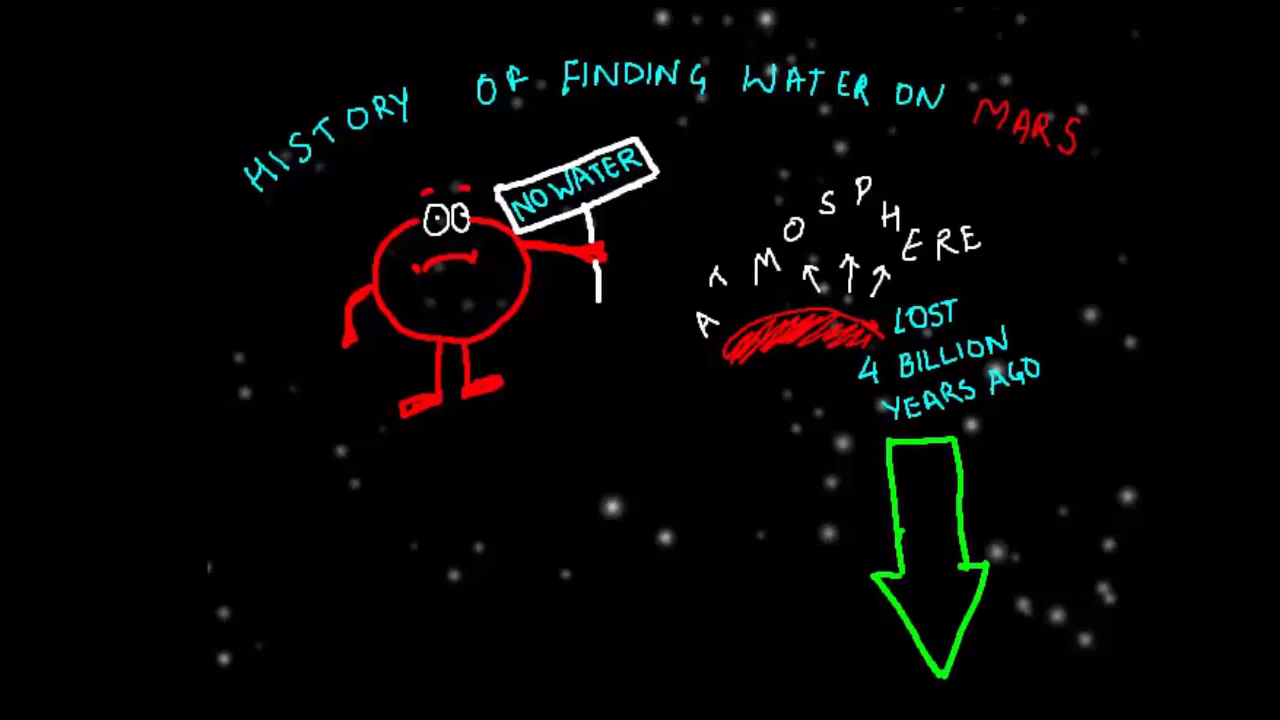 HISTORY OF FINDING WATER ON MARS
NO WATER
ATMOSPHERE
LOST
4 BILLION
YEARS AGO